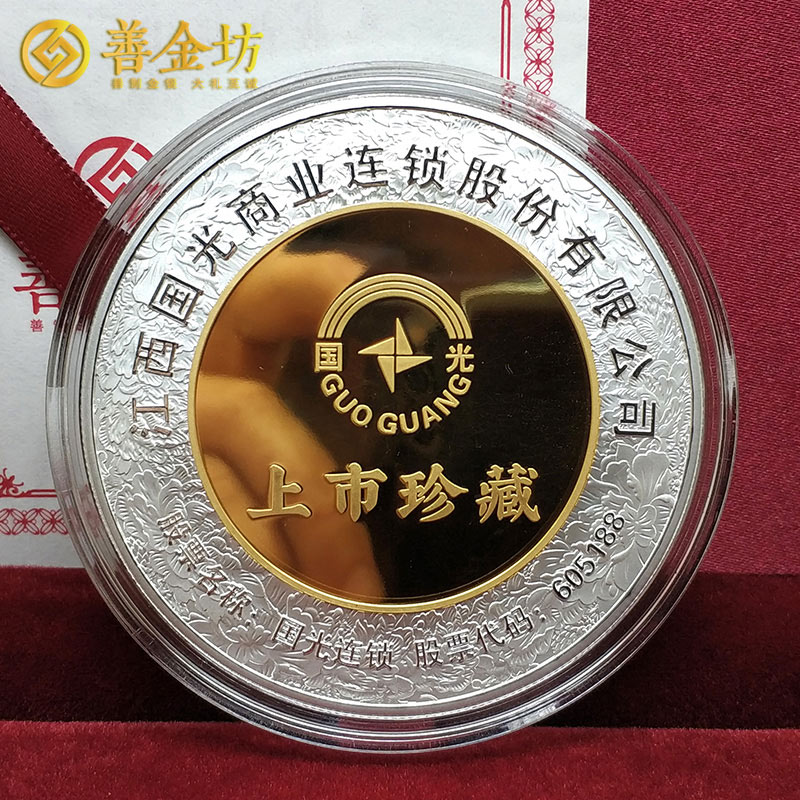 善金坊
江西国光商业连锁股份有限公司
国 光
GUO GUANG
上市珍藏
股票名称：国光连锁 股票代码：605188